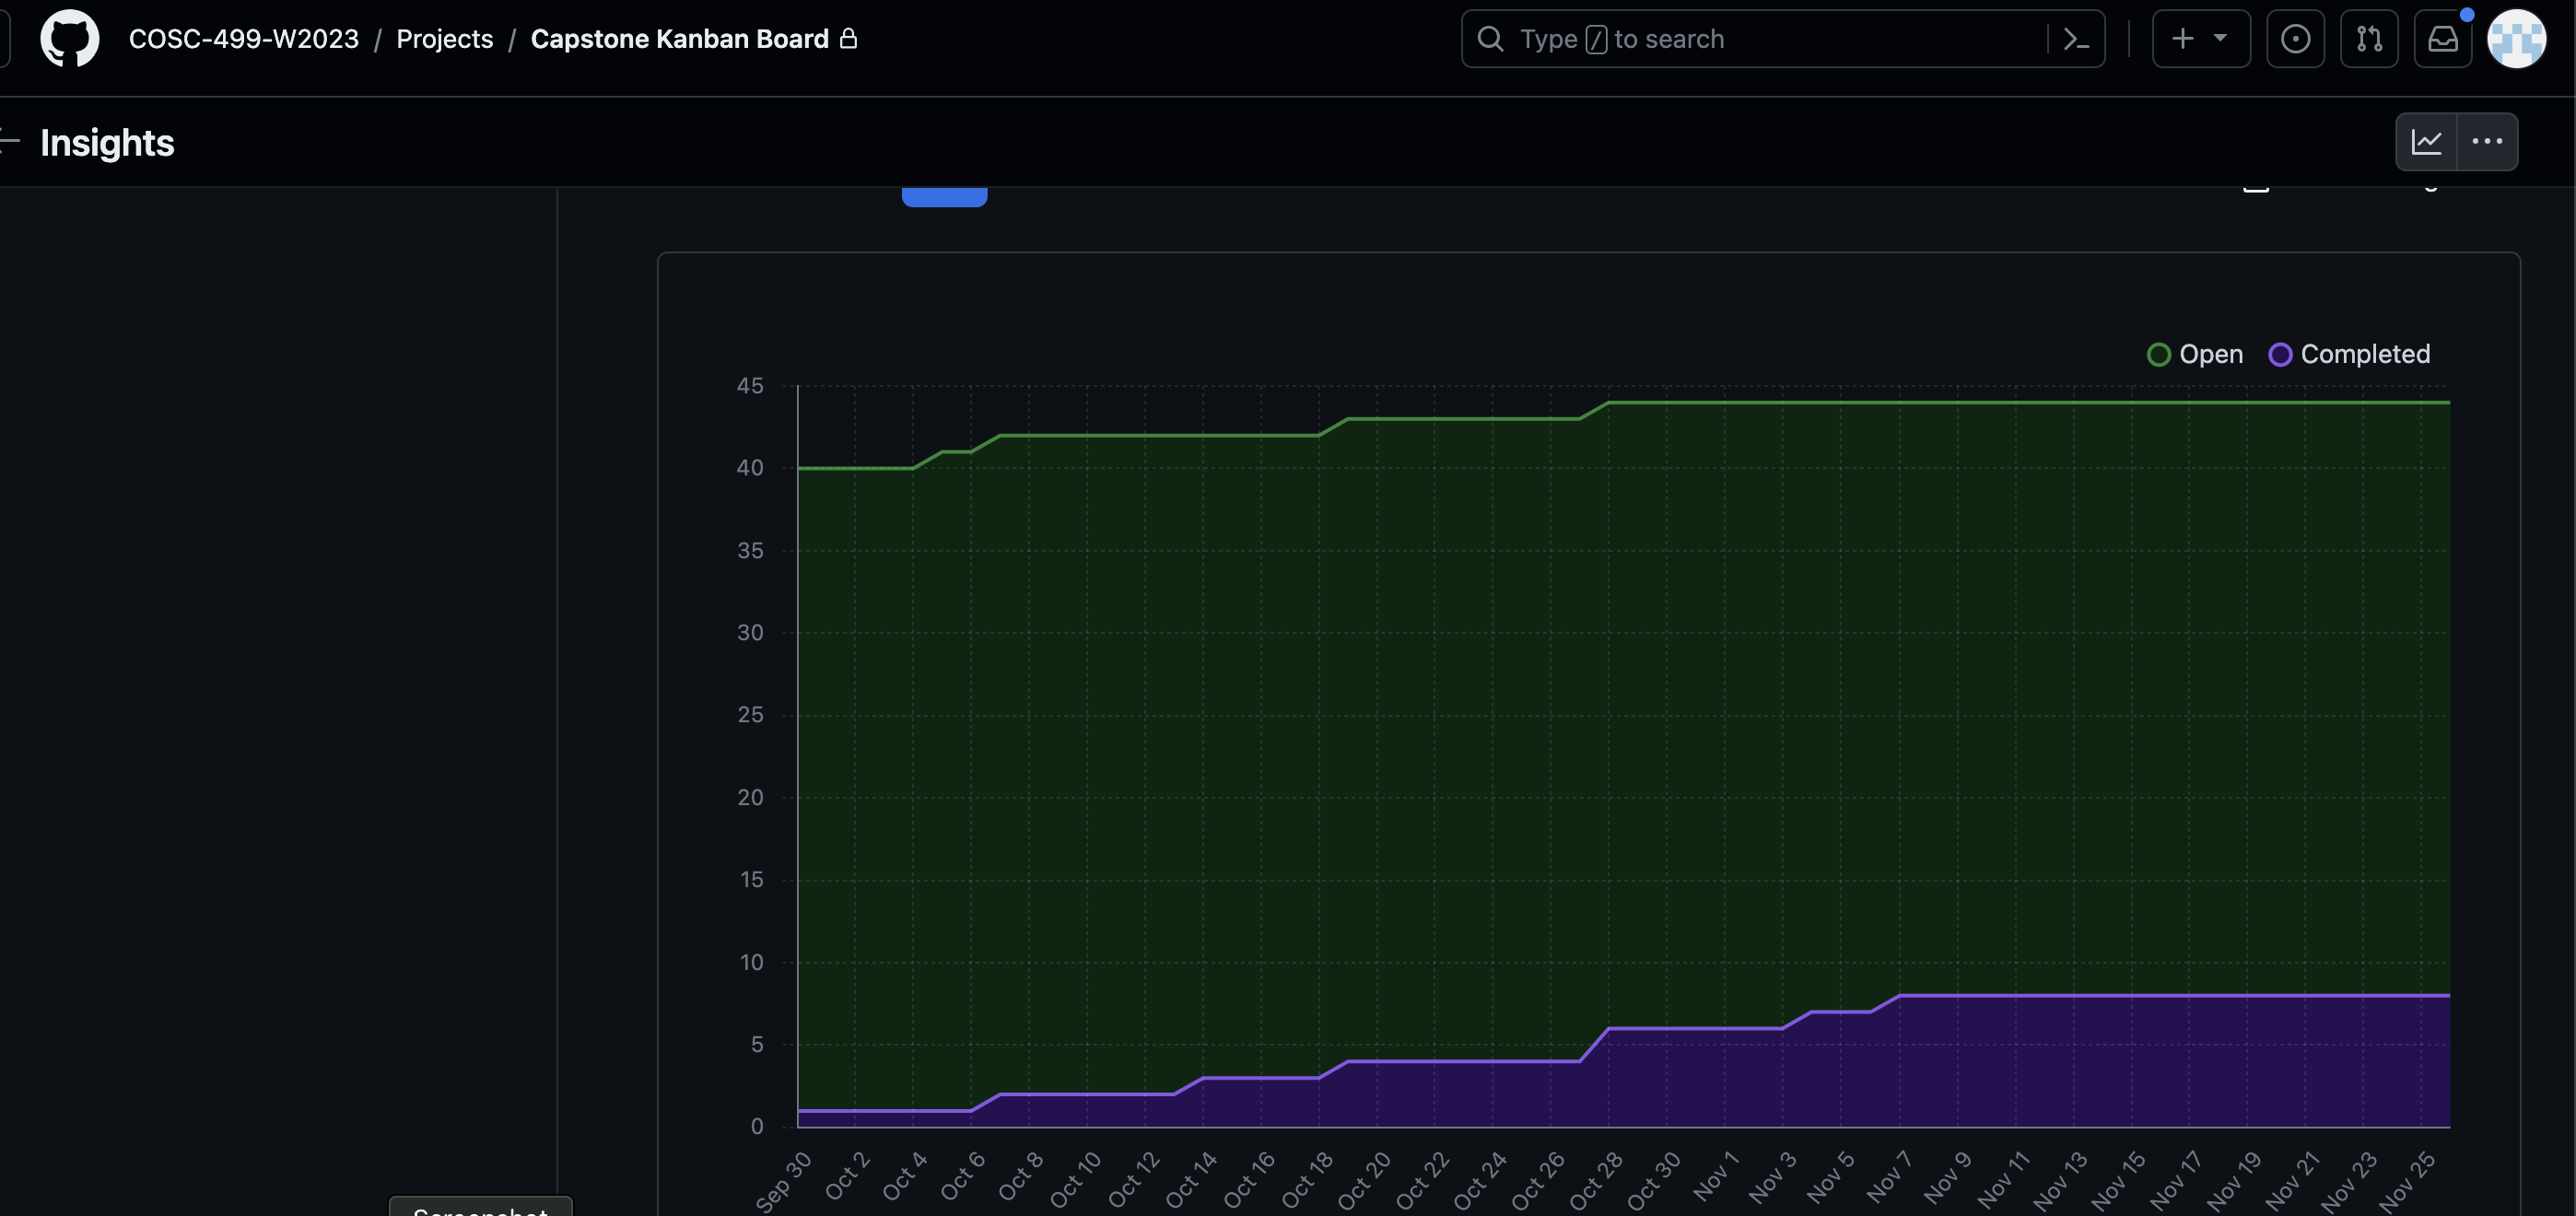 COSC-499-W2023 / Projects / Capstone Kanban Board
Type / to search
Insights
Open Completed
45
40
35
30
25
20
15
10
5
0
Sep 30 Oct 2 Oct 4 Oct 6 Oct 8 Oct 10 Oct 12 Oct 14 Oct 16 Oct 18 Oct 20 Oct 22 Oct 24 Oct 26 Oct 28 Oct 30 Nov 1 Nov 3 Nov 5 Nov 7 Nov 9 Nov 11 Nov 13 Nov 15 Nov 17 Nov 19 Nov 21 Nov 23 Nov 25
Screenshot